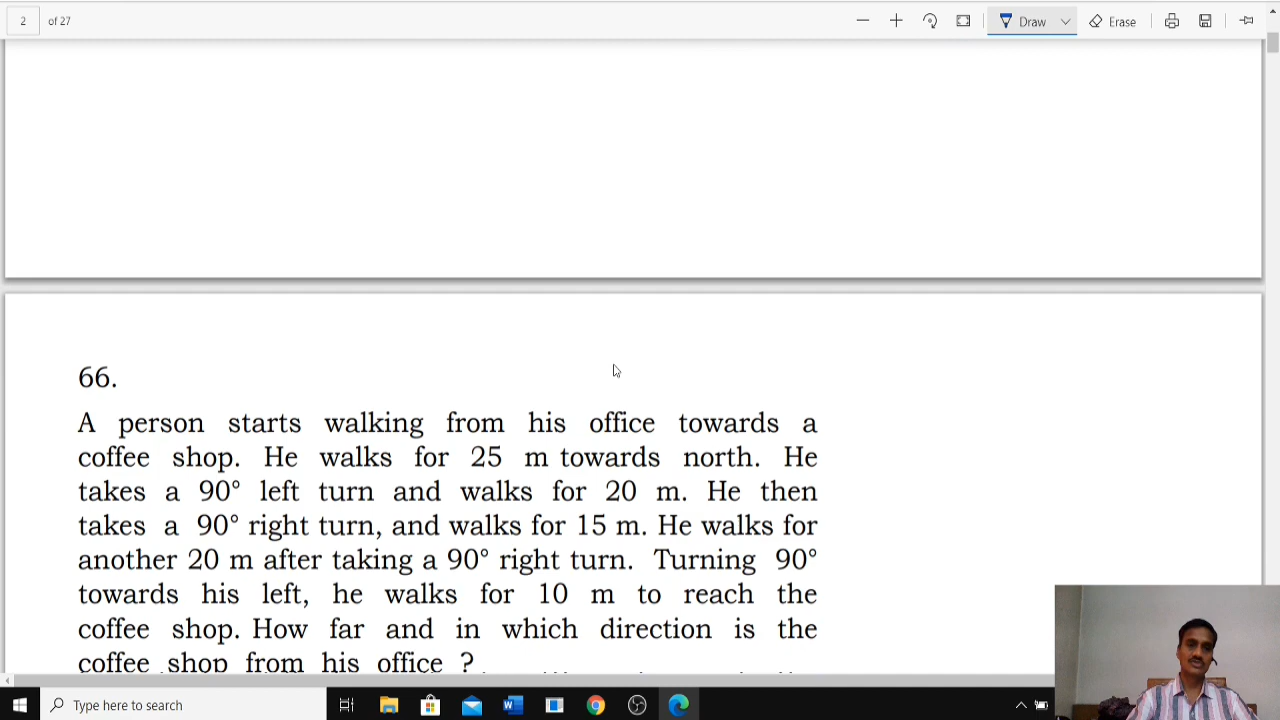 2 of 27
Draw
Erase
66.
A person starts walking from his office towards a
coffee shop. He walks for 25 m towards north. He
takes a 90° left turn and walks for 20 m. He then
takes a 90° right turn, and walks for 15 m. He walks for
another 20 m after taking a 90° right turn. Turning 90°
towards his left, he walks for 10 m to reach the
coffee shop. How far and in which direction is the
coffee shop from his office ?
Type here to search